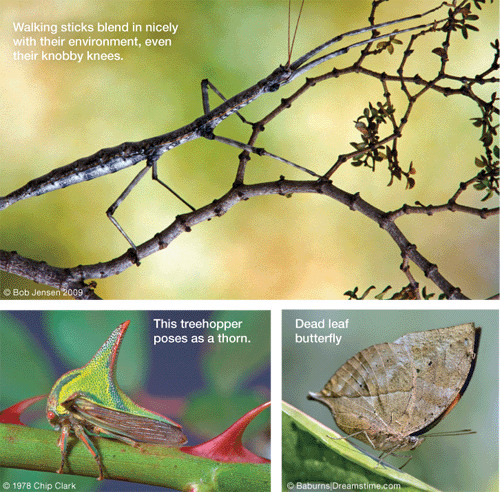 Walking sticks blend in nicely
with their environment, even
their knobby knees.
© Bob Jensen 2009
This treehopper
poses as a thorn.
© 1978 Chip Clark
Dead leaf
butterfly
© Baburns|Dreamstime.com